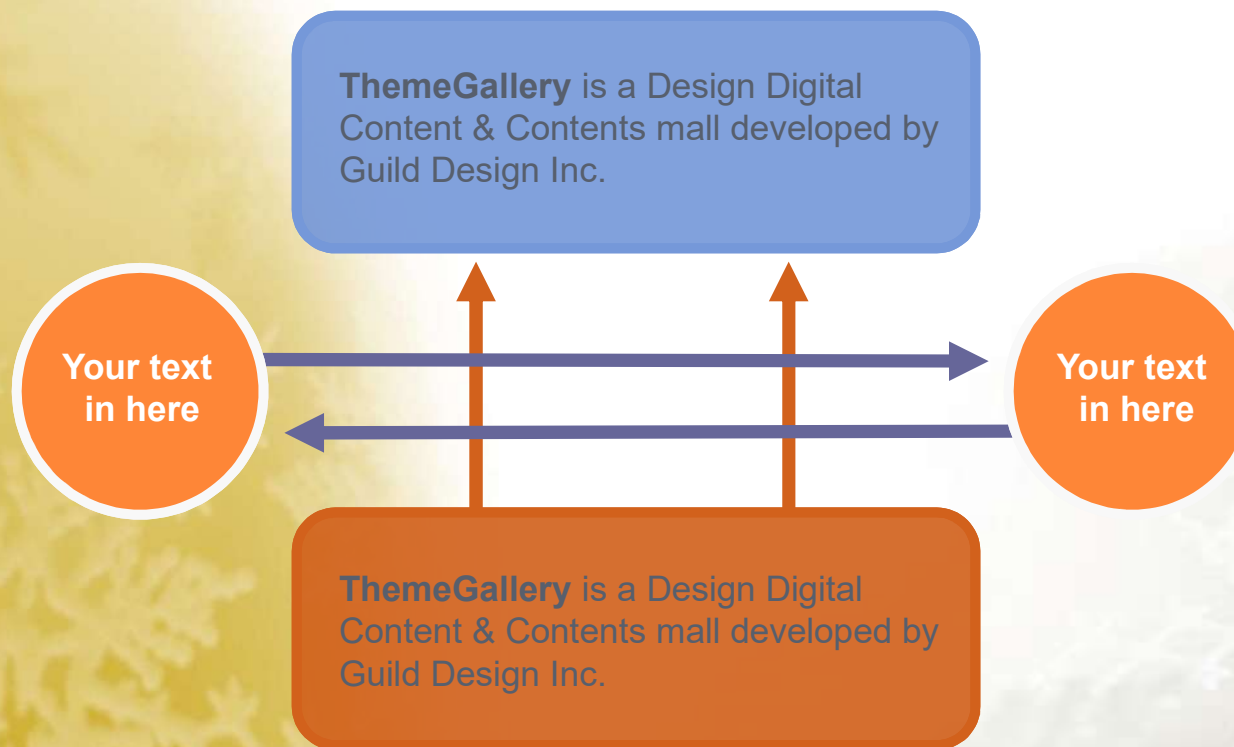 ThemeGallery is a Design Digital
Content & Contents mall developed by
Guild Design Inc.
Your text
in here
Your text
in here
ThemeGallery is a Design Digital
Content & Contents mall developed by
Guild Design Inc.